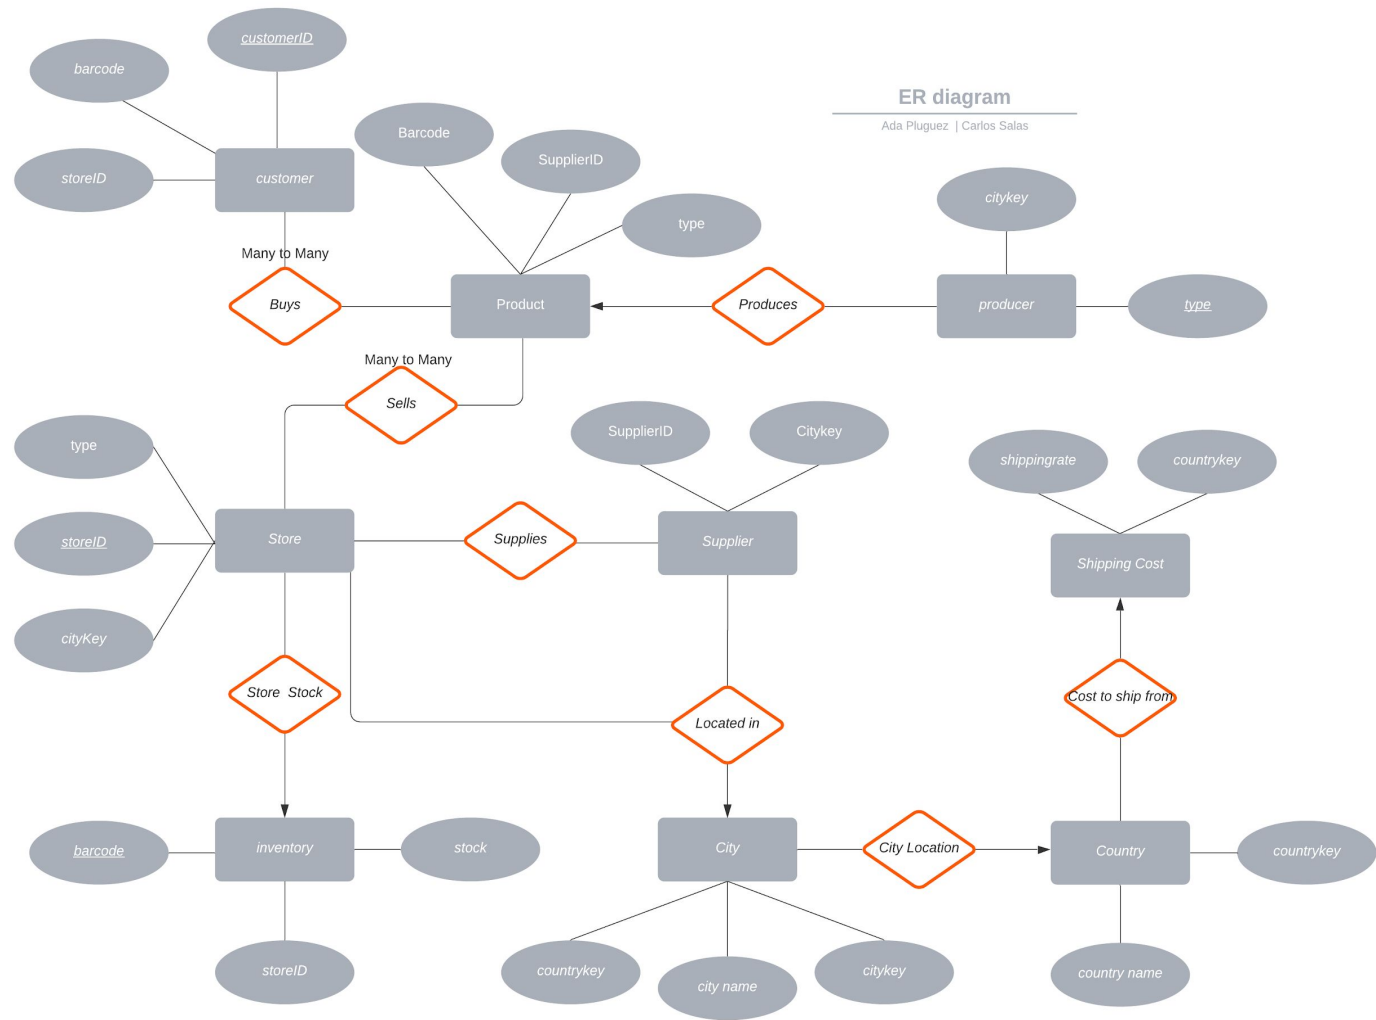 customerID
barcode
ER diagram
Barcode
Ada Pluguez | Carlos Salas
SupplierID
storeID
customer
citykey
type
Many to Many
Buys
Product
Produces
producer
type
Many to Many
Sells
type
SupplierID
Citykey
shippingrate
countrykey
storeID
Store
Supplies
Supplier
Shipping Cost
cityKey
Store Stock
Located in
Cost to ship from
barcode
inventory
stock
City
City Location
Country
countrykey
storeID
countrykey
city name
citykey
country name